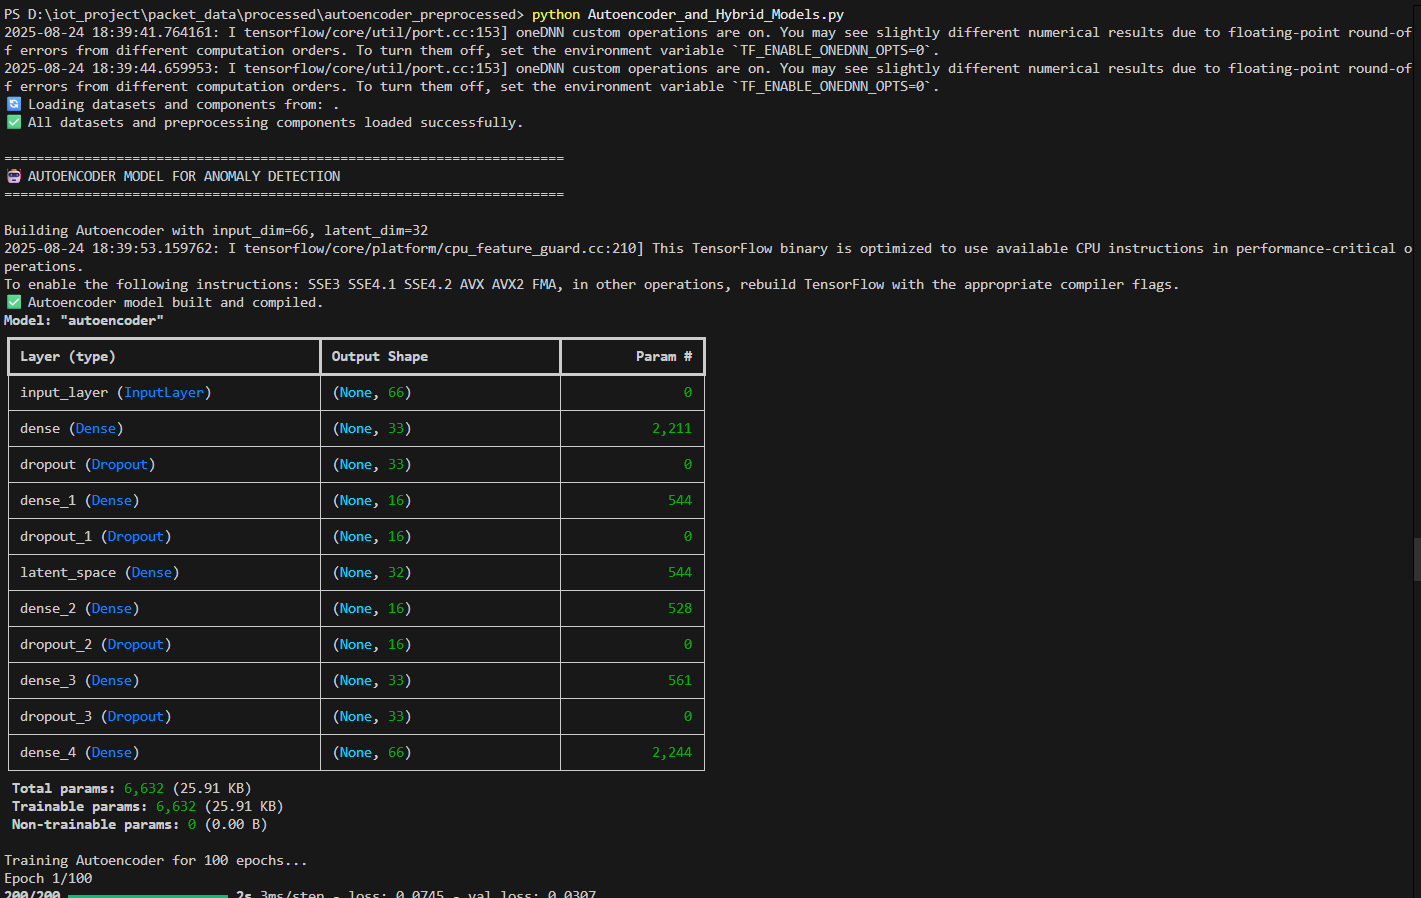 PS D:\iot_project\packet_data\processed\autoencoder_preprocessed> python Autoencoder_and_Hybrid_Models.py
2025-08-24 18:39:41.764161: I tensorflow/core/util/port.cc:153] oneDNN custom operations are on. You may see slightly different numerical results due to floating-point round-of
f errors from different computation orders. To turn them off, set the environment variable `TF_ENABLE_ONEDNN_OPTS=0`.
2025-08-24 18:39:44.659953: I tensorflow/core/util/port.cc:153] oneDNN custom operations are on. You may see slightly different numerical results due to floating-point round-of
f errors from different computation orders. To turn them off, set the environment variable `TF_ENABLE_ONEDNN_OPTS=0`.
🔄 Loading datasets and components from: .
✅ All datasets and preprocessing components loaded successfully.
======================================================================
🤖 AUTOENCODER MODEL FOR ANOMALY DETECTION
======================================================================
Building Autoencoder with input_dim=66, latent_dim=32
2025-08-24 18:39:53.159762: I tensorflow/core/platform/cpu_feature_guard.cc:210] This TensorFlow binary is optimized to use available CPU instructions in performance-critical o
perations.
To enable the following instructions: SSE3 SSE4.1 SSE4.2 AVX AVX2 FMA, in other operations, rebuild TensorFlow with the appropriate compiler flags.
✅ Autoencoder model built and compiled.
Model: "autoencoder"
Layer (type) Output Shape Param #
input_layer (InputLayer) (None, 66) 0
dense (Dense) (None, 33) 2,211
dropout (Dropout) (None, 33) 0
dense_1 (Dense) (None, 16) 544
dropout_1 (Dropout) (None, 16) 0
latent_space (Dense) (None, 32) 544
dense_2 (Dense) (None, 16) 528
dropout_2 (Dropout) (None, 16) 0
dense_3 (Dense) (None, 33) 561
dropout_3 (Dropout) (None, 33) 0
dense_4 (Dense) (None, 66) 2,244
Total params: 6,632 (25.91 KB)
Trainable params: 6,632 (25.91 KB)
Non-trainable params: 0 (0.00 B)
Training Autoencoder for 100 epochs...
Epoch 1/100
200/200 2s 3ms/step - loss: 0.0745 - val_loss: 0.0307